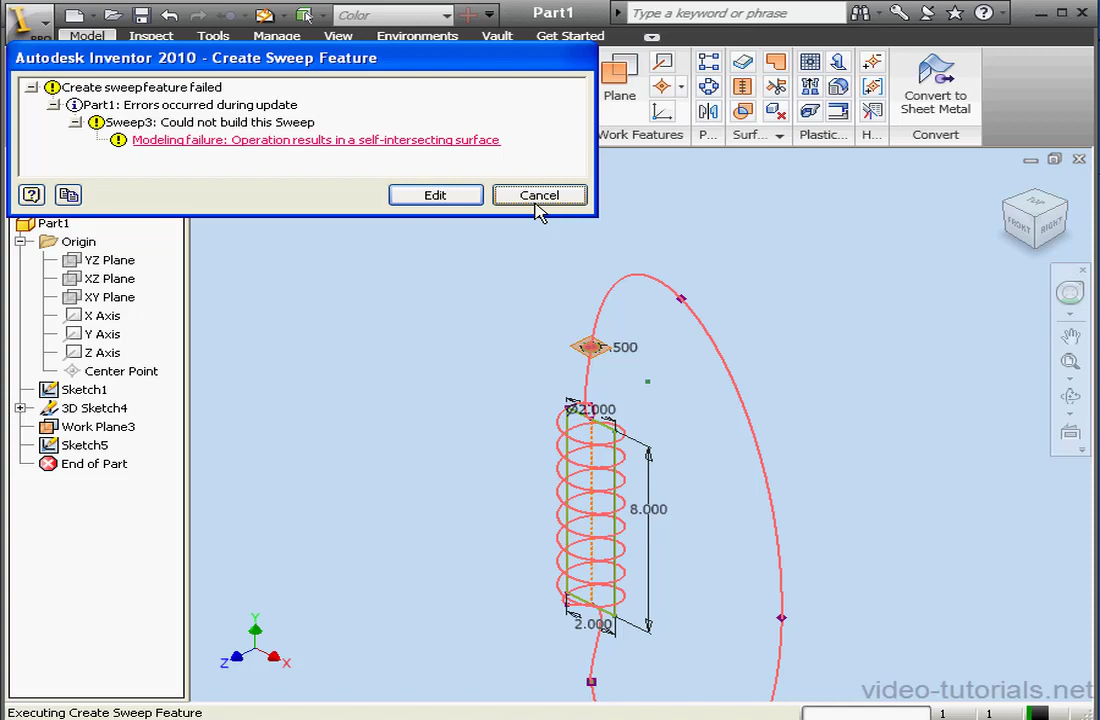 Color
Part1
Type a keyword or phrase
PRO
Model
Inspect
Tools
Manage
View
Environments
Vault
Get Started
Autodesk Inventor 2010 - Create Sweep Feature
Create sweepfeature failed
Part1: Errors occurred during update
Sweep3: Could not build this Sweep
Modeling failure: Operation results in a self-intersecting surface
Edit
Cancel
Plane
Convert to
Sheet Metal
Work Features
P...
Surf...
Plastic...
H...
Convert
Part1
Origin
YZ Plane
XZ Plane
XY Plane
X Axis
Y Axis
Z Axis
Center Point
Sketch1
3D Sketch4
Work Plane3
Sketch5
End of Part
TOP
FRONT
RIGHT
.500
2.000
8.000
2.000
Y
Z
X
video-tutorials.net
Executing Create Sweep Feature
1
1